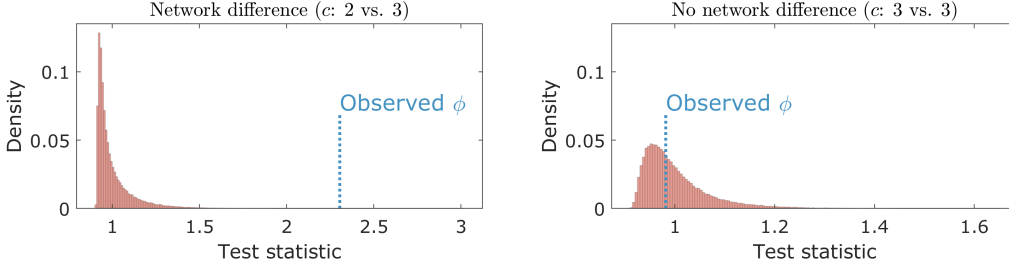 Network difference (c: 2 vs. 3)
Density
0.1
0.05
0
Observed ϕ
1
1.5
2
2.5
3
Test statistic
No network difference (c: 3 vs. 3)
Density
0.1
0.05
0
Observed ϕ
1
1.2
1.4
1.6
Test statistic